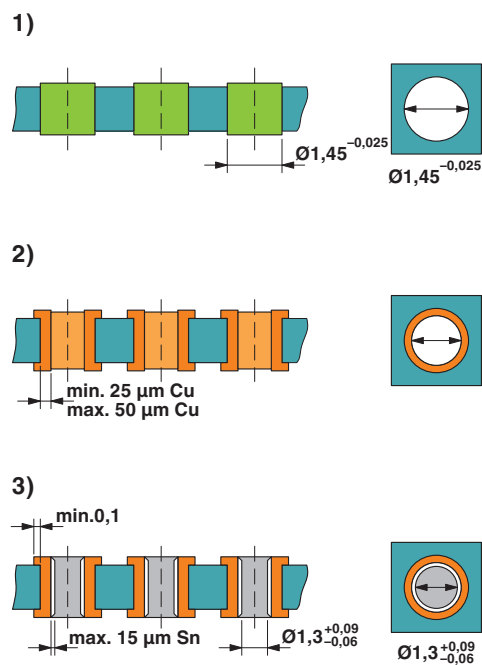 1)
Ø1,45 −0,025
Ø1,45 −0,025
2)
min. 25 µm Cu
max. 50 µm Cu
3)
min.0,1
max. 15 µm Sn
Ø1,3 +0,09 −0,06
Ø1,3 +0,09 −0,06